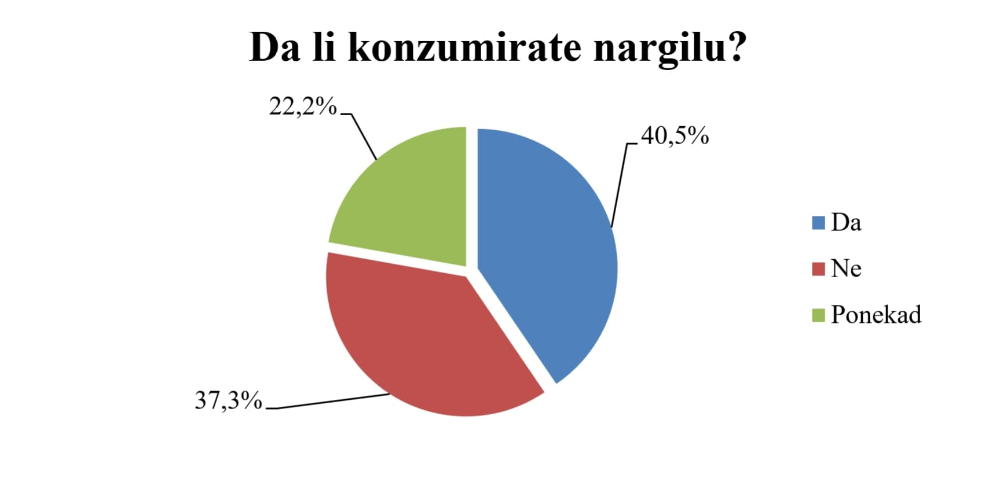 Da li konzumirate nargilu?
22,2%
40,5%
Da
Ne
Ponekad
37,3%